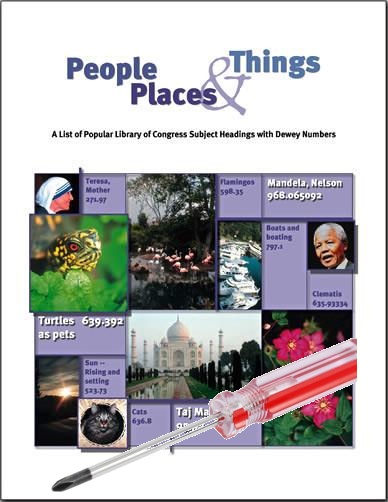 People
Places
&
Things
A List of Popular Library of Congress Subject Headings with Dewey Numbers
Teresa,
Mother
271.97
Flamingos
598.35
Mandela, Nelson
968.065092
Boats and
boating
797.1
Clematis
635.93334
Turtles 639.392
as pets
Sun --
Rising and
setting
523.73
Cats
636.8
Taj